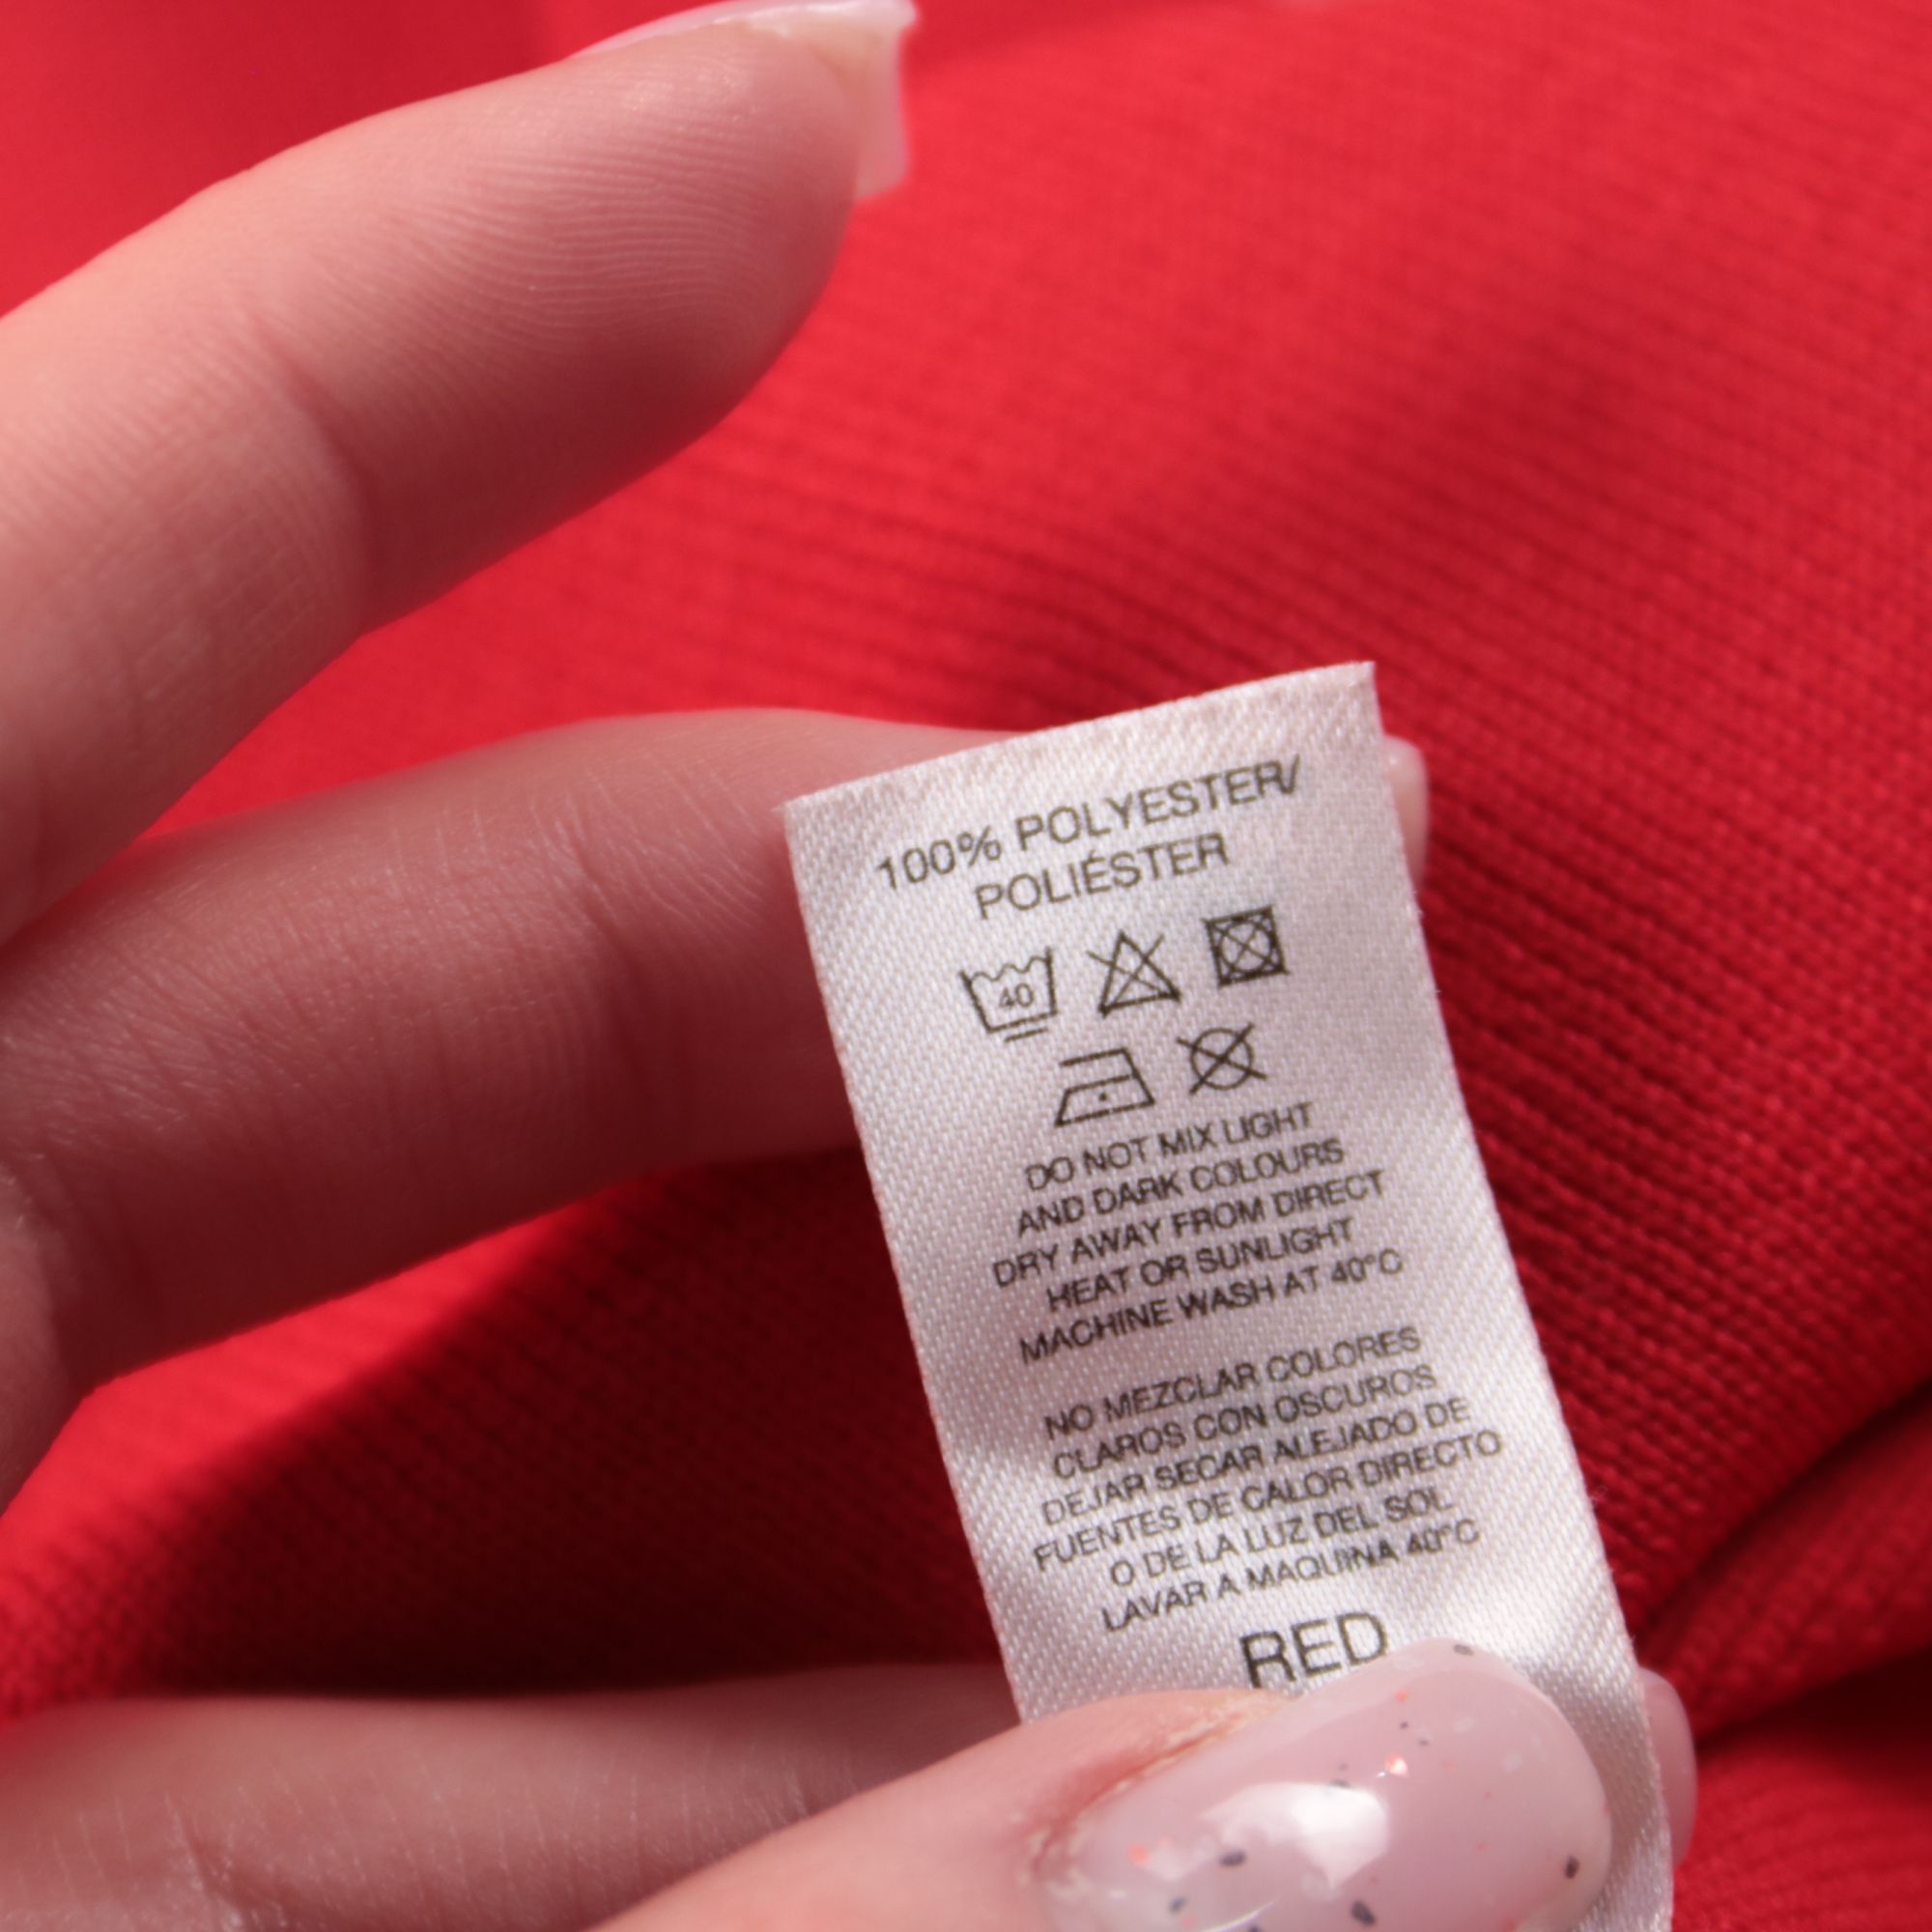 100% POLYESTER/
POLIÉSTER
40
DO NOT MIX LIGHT
AND DARK COLOURS
DRY AWAY FROM DIRECT
HEAT OR SUNLIGHT
MACHINE WASH AT 40°C
NO MEZCLAR COLORES
CLAROS CON OSCUROS
DEJAR SECAR ALEJADO DE
FUENTES DE CALOR DIRECTO
O DE LA LUZ DEL SOL
LAVAR A MAQUINA 40°C
RED